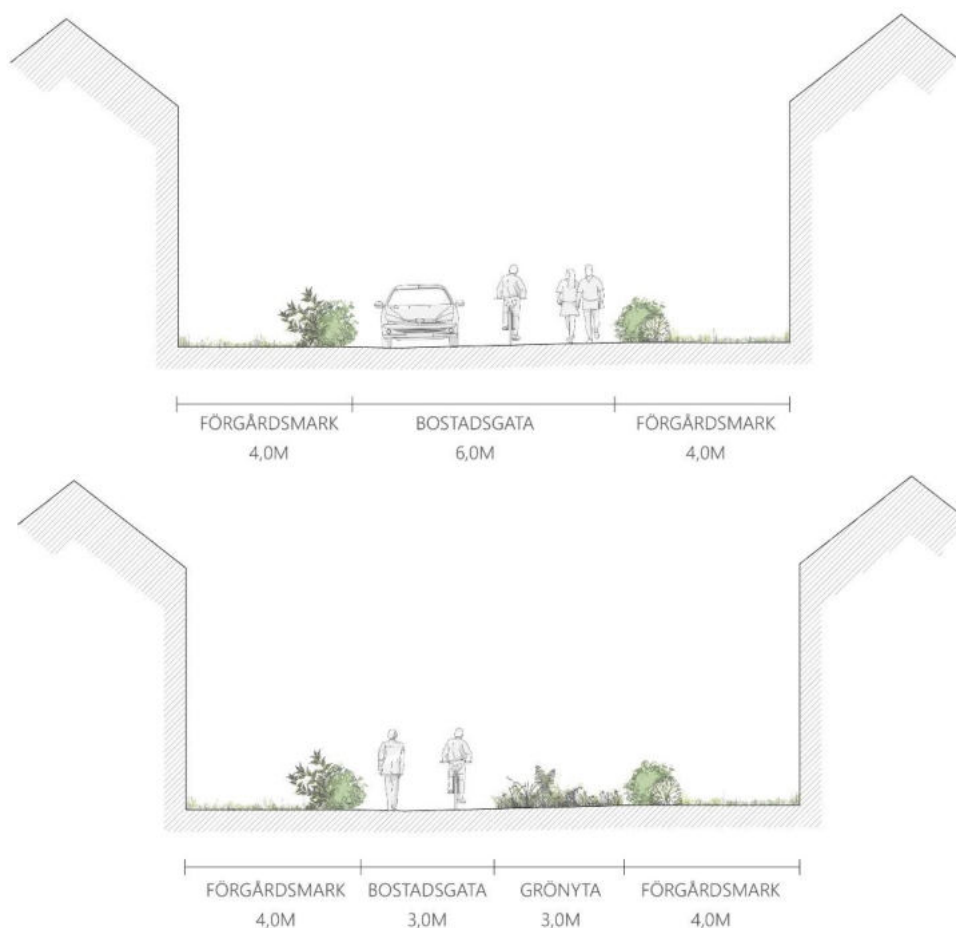 FÖRGÅRDSMARK BOSTADSGATA FÖRGÅRDSMARK
4,0M 6,0M 4,0M
FÖRGÅRDSMARK BOSTADSGATA GRÖNYTA FÖRGÅRDSMARK
4,0M 3,0M 3,0M 4,0M